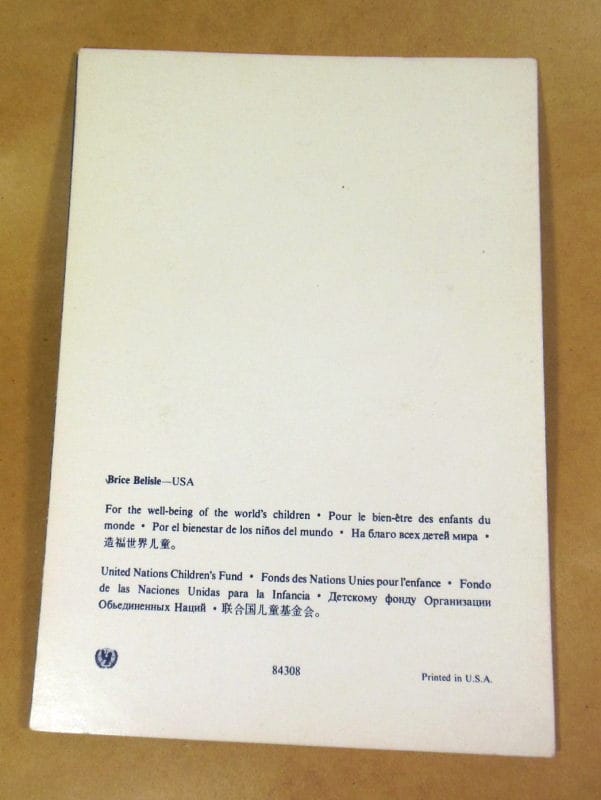 Brice Belisle—USA
For the well-being of the world's children • Pour le bien-être des enfants du
monde • Por el bienestar de los niños del mundo • На благо всех детей мира •
造福世界儿童。
United Nations Children's Fund • Fonds des Nations Unies pour l'enfance • Fondo
de las Naciones Unidas para la Infancia • Детскому фонду Организации
Объединенных Наций • 联合国儿童基金会。
84308
Printed in U.S.A.